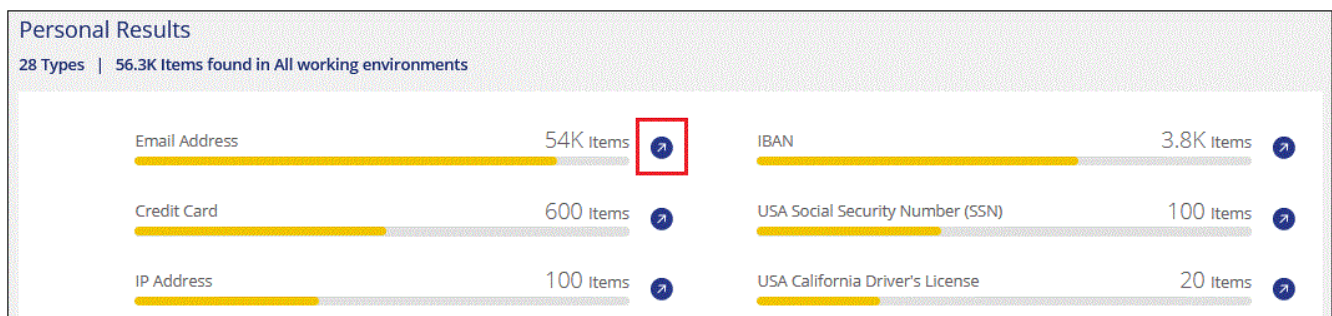 Personal Results
28 Types | 56.3K Items found in All working environments
Email Address 54K Items
IBAN 3.8K Items
Credit Card 600 Items
USA Social Security Number (SSN) 100 Items
IP Address 100 Items
USA California Driver's License 20 Items